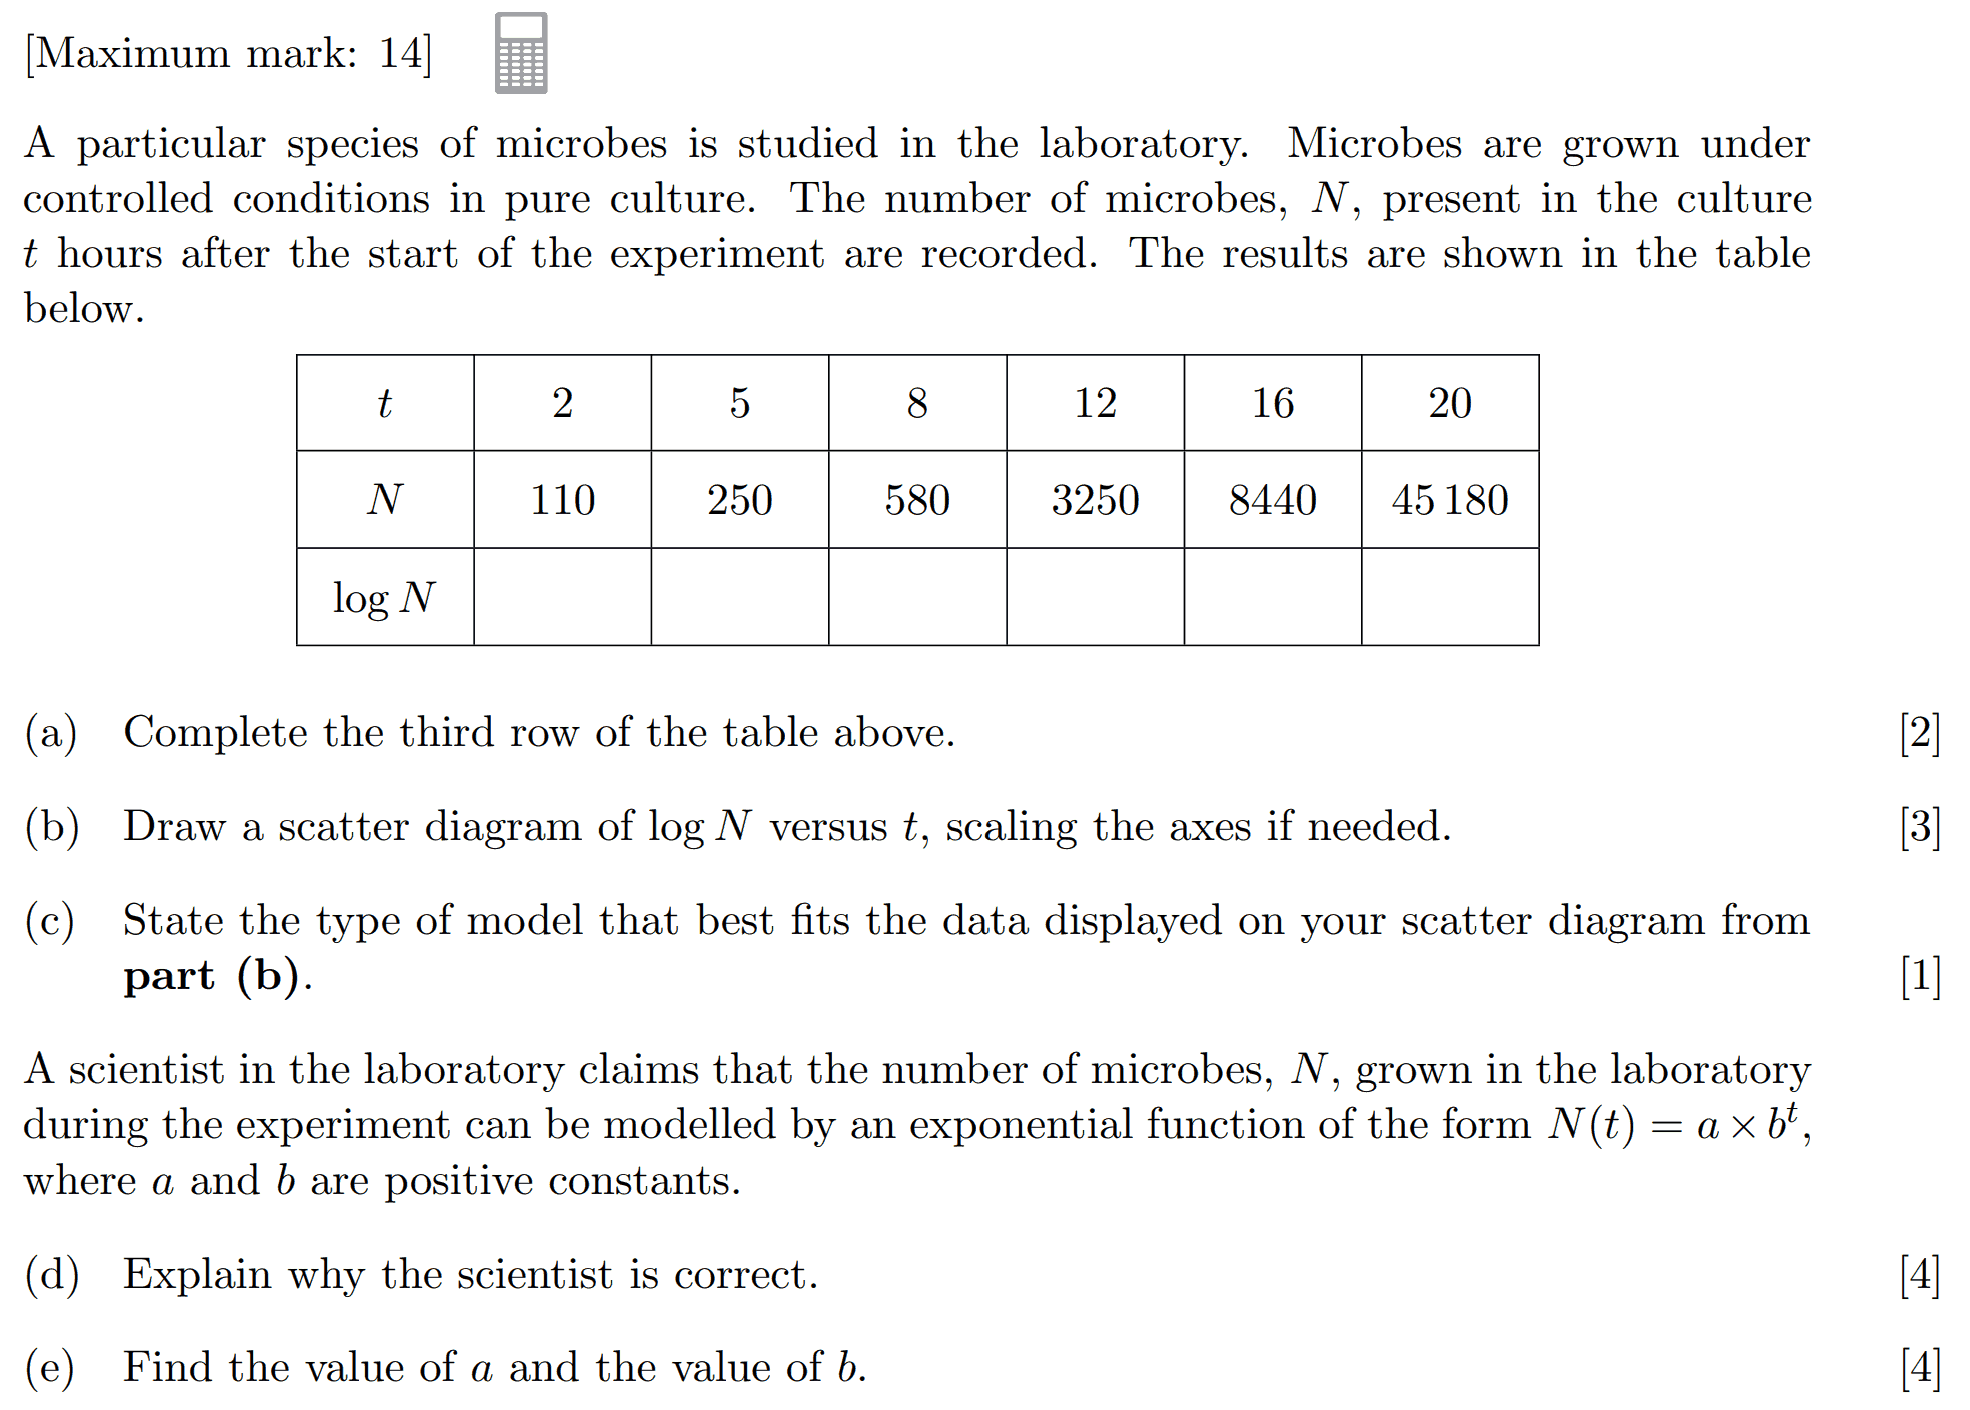 [Maximum mark: 14]
A particular species of microbes is studied in the laboratory. Microbes are grown under
controlled conditions in pure culture. The number of microbes, N, present in the culture
t hours after the start of the experiment are recorded. The results are shown in the table
below.
t 2 5 8 12 16 20
N 110 250 580 3250 8440 45 180
log N
(a) Complete the third row of the table above. [2]
(b) Draw a scatter diagram of log N versus t, scaling the axes if needed. [3]
(c) State the type of model that best fits the data displayed on your scatter diagram from
part (b). [1]
A scientist in the laboratory claims that the number of microbes, N, grown in the laboratory
during the experiment can be modelled by an exponential function of the form N(t) = a × bᵗ,
where a and b are positive constants.
(d) Explain why the scientist is correct. [4]
(e) Find the value of a and the value of b. [4]